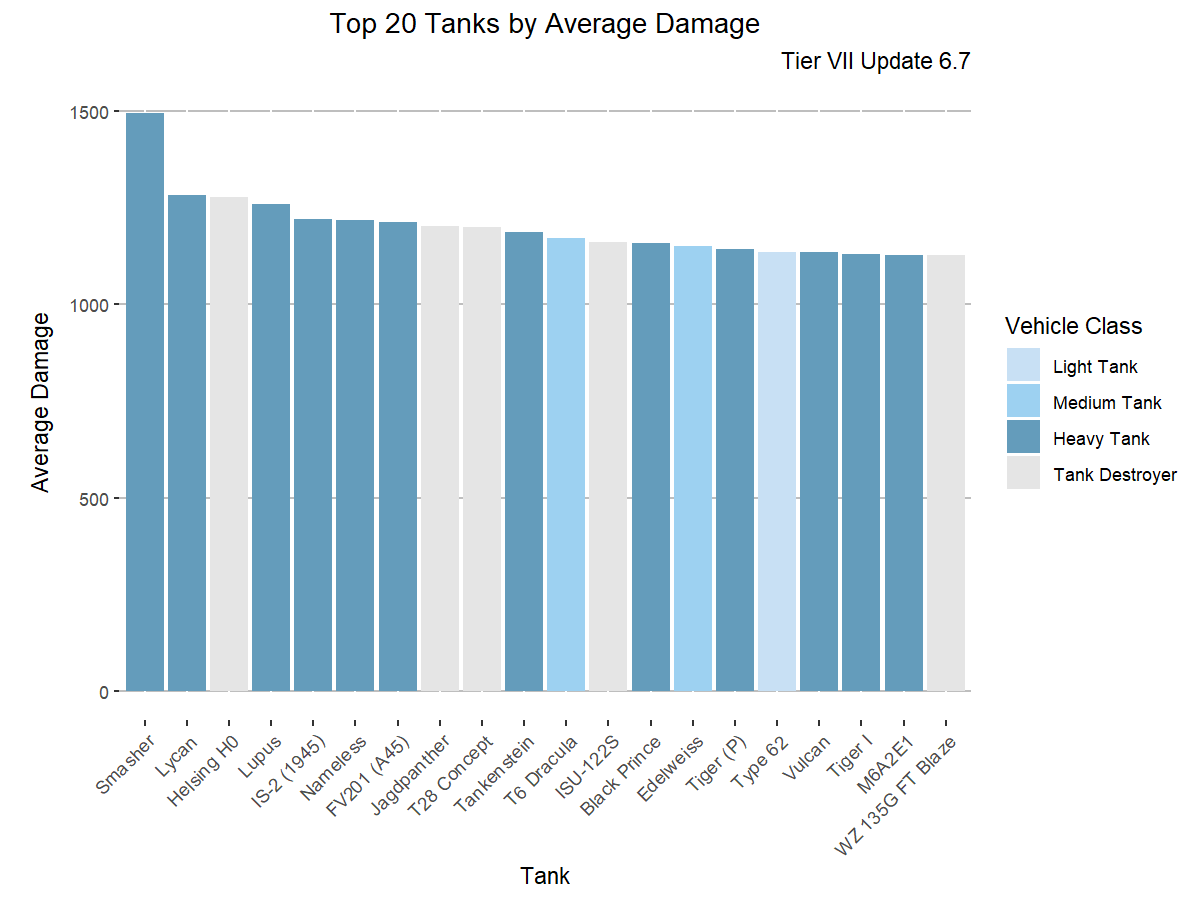 Top 20 Tanks by Average Damage
Tier VII Update 6.7
Average Damage
1500
1000
500
0
Smasher
Lycan
Helsing H0
Lupus
IS-2 (1945)
Nameless
FV201 (A45)
Jagdpanther
T28 Concept
Tankenstein
T6 Dracula
ISU-122S
Black Prince
Edelweiss
Tiger (P)
Type 62
Vulcan
Tiger I
M6A2E1
WZ 135G FT Blaze
Tank
Vehicle Class
Light Tank
Medium Tank
Heavy Tank
Tank Destroyer